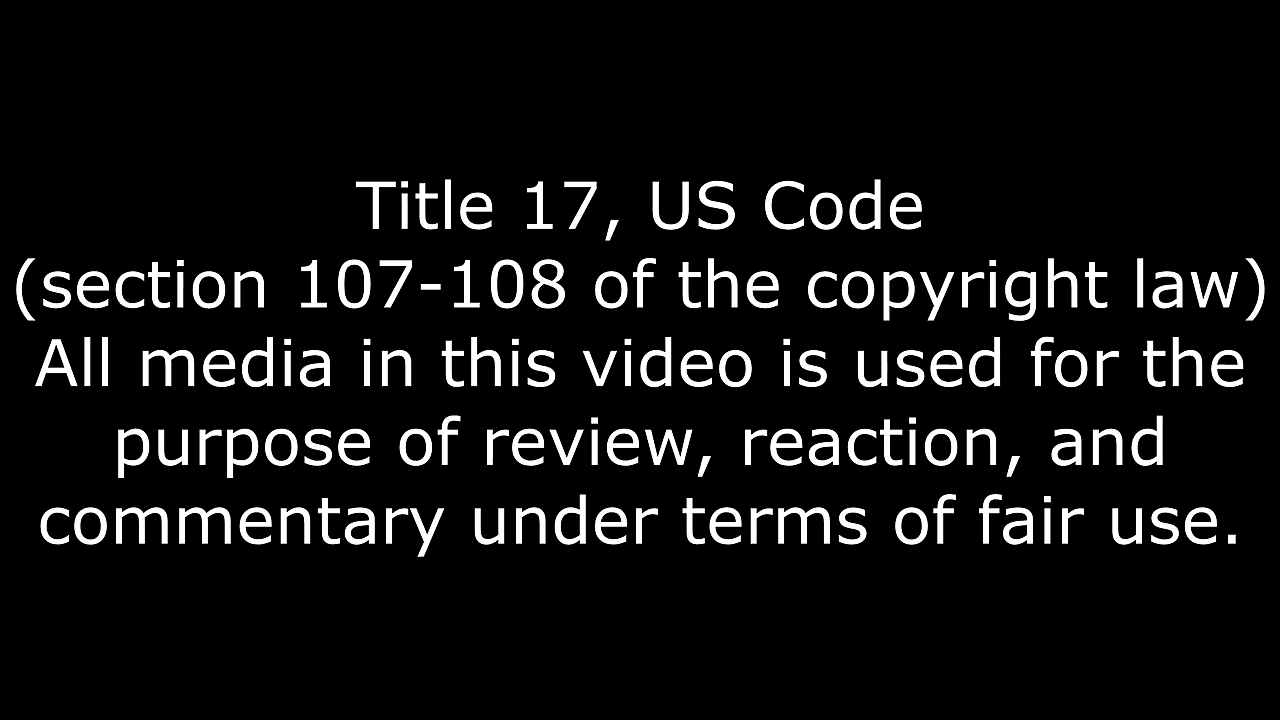 Title 17, US Code
(section 107-108 of the copyright law)
All media in this video is used for the
purpose of review, reaction, and
commentary under terms of fair use.